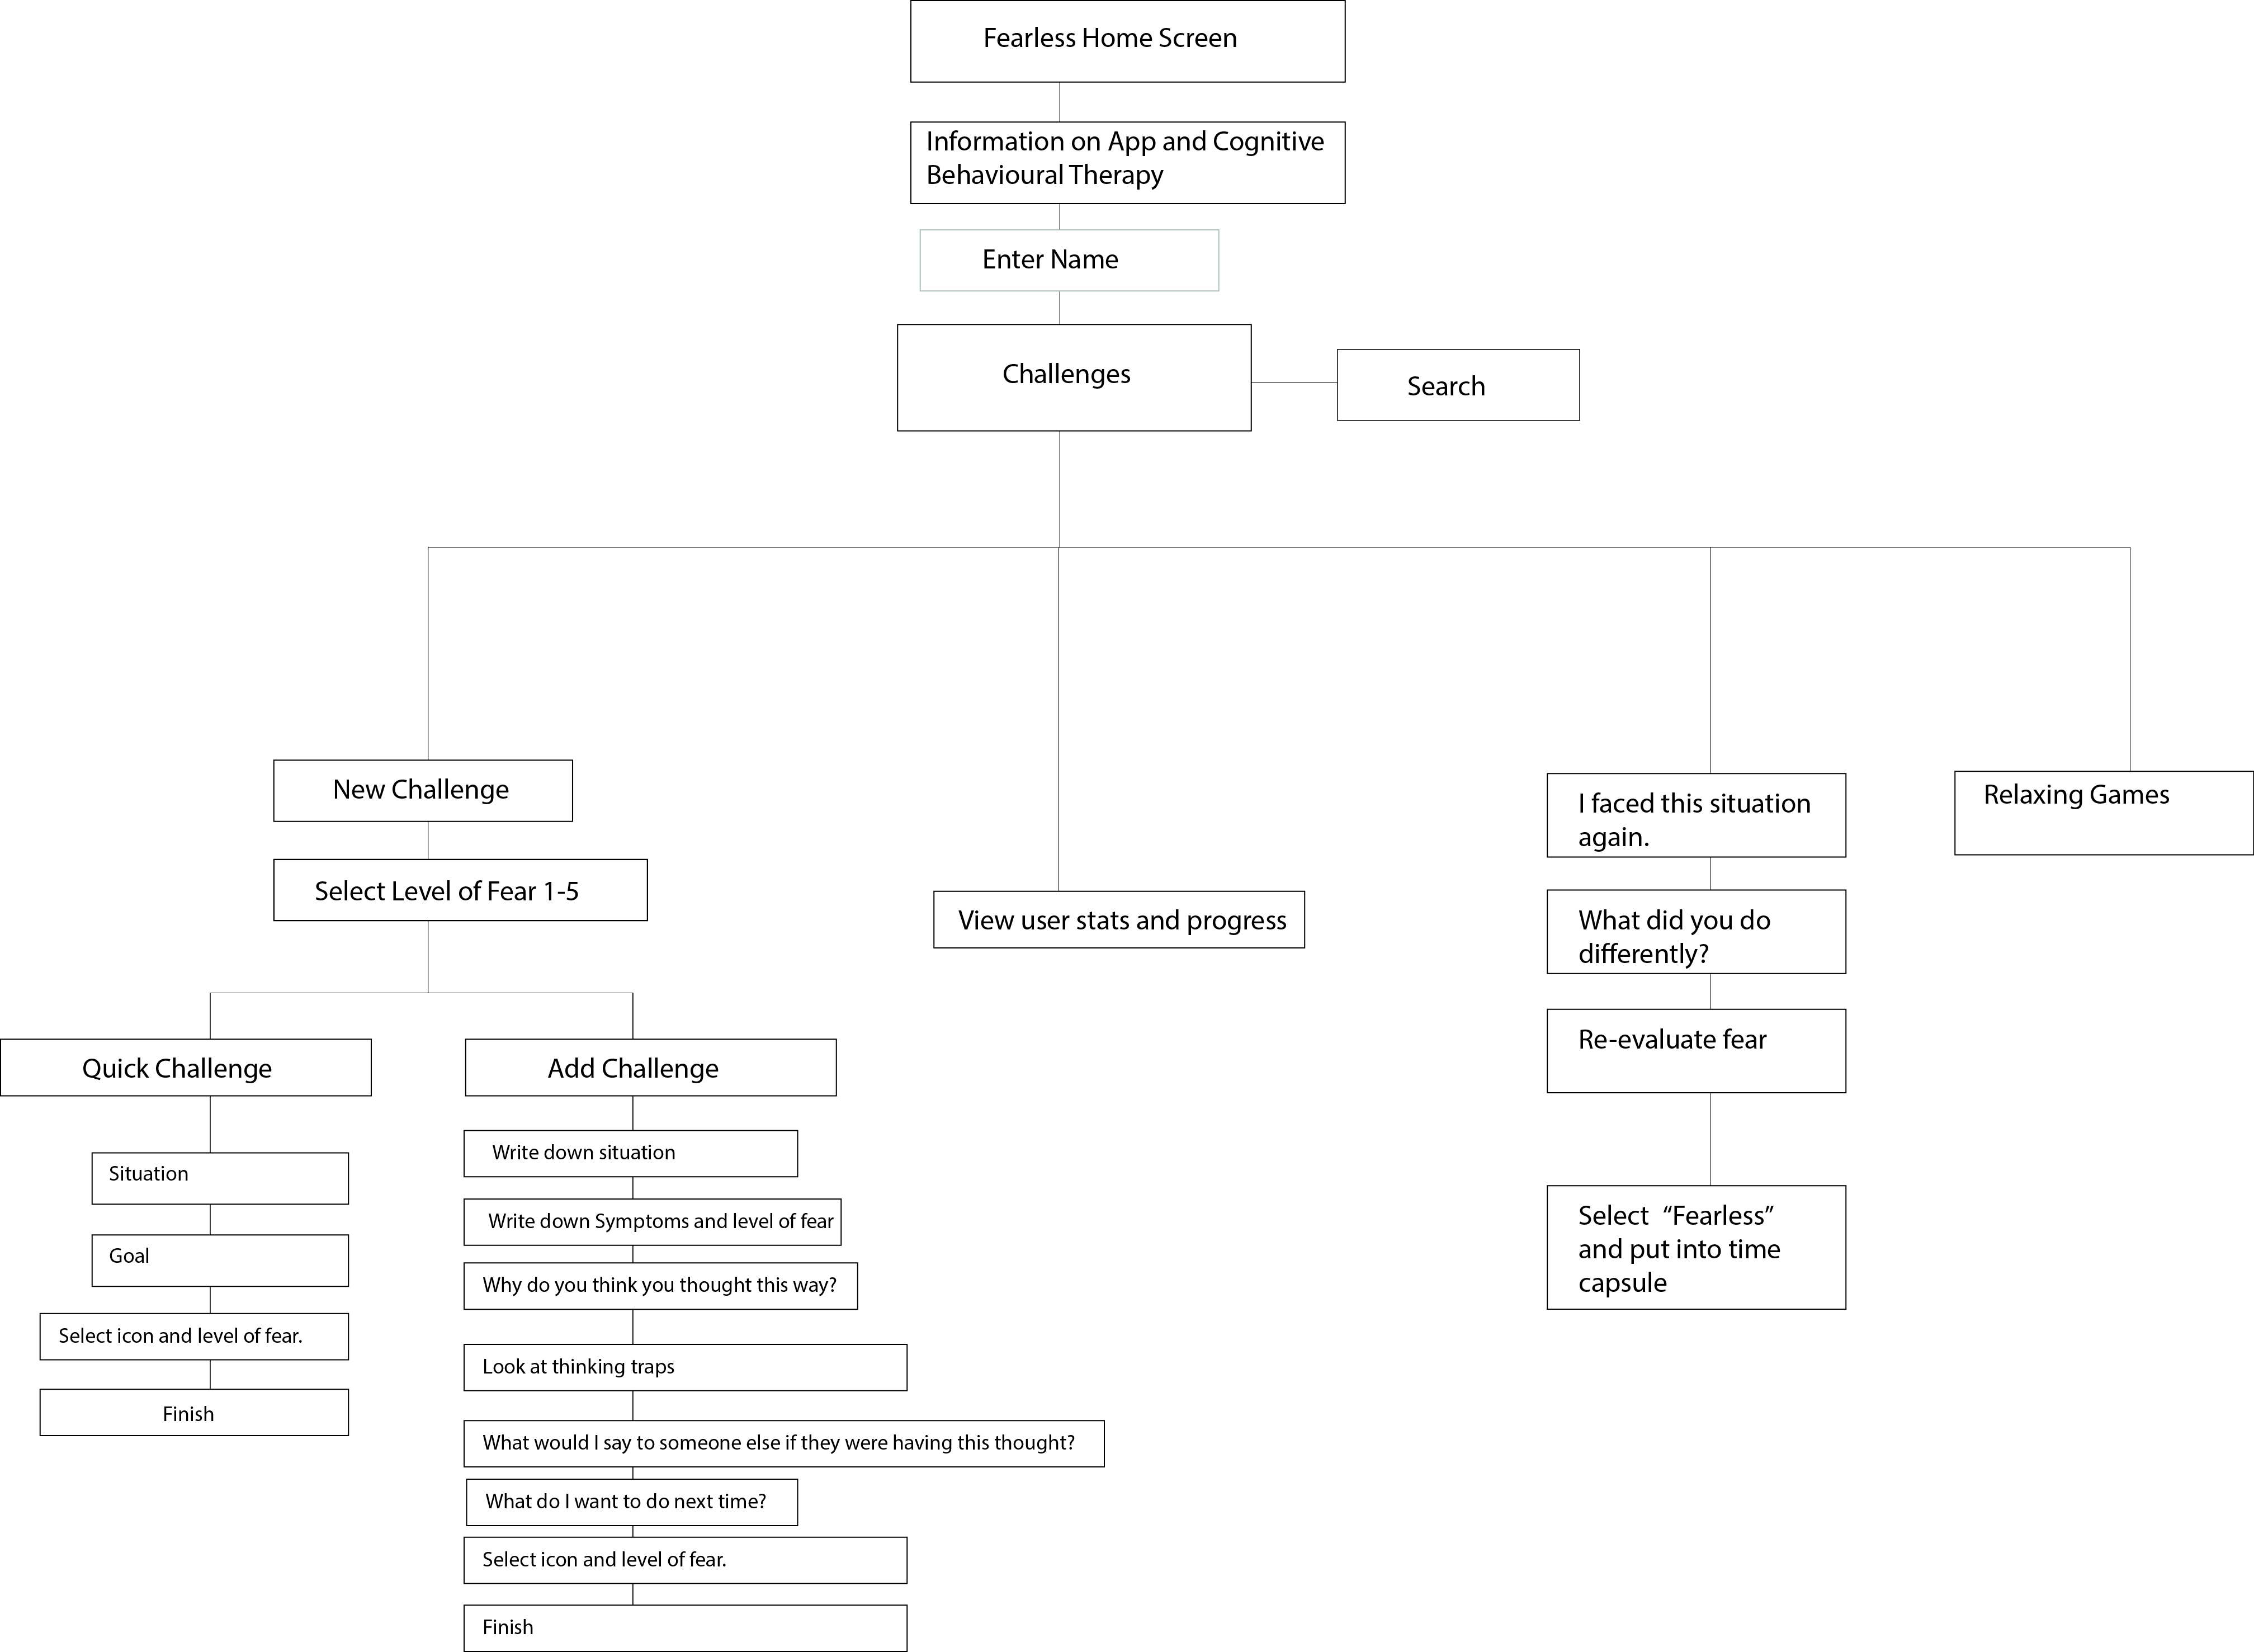 Fearless Home Screen
Information on App and Cognitive
Behavioural Therapy
Enter Name
Challenges
Search
New Challenge
Select Level of Fear 1-5
Quick Challenge
Situation
Goal
Select icon and level of fear.
Finish
Add Challenge
Write down situation
Write down Symptoms and level of fear
Why do you think you thought this way?
Look at thinking traps
What would I say to someone else if they were having this thought?
What do I want to do next time?
Select icon and level of fear.
Finish
View user stats and progress
I faced this situation
again.
What did you do
differently?
Re-evaluate fear
Select “Fearless”
and put into time
capsule
Relaxing Games